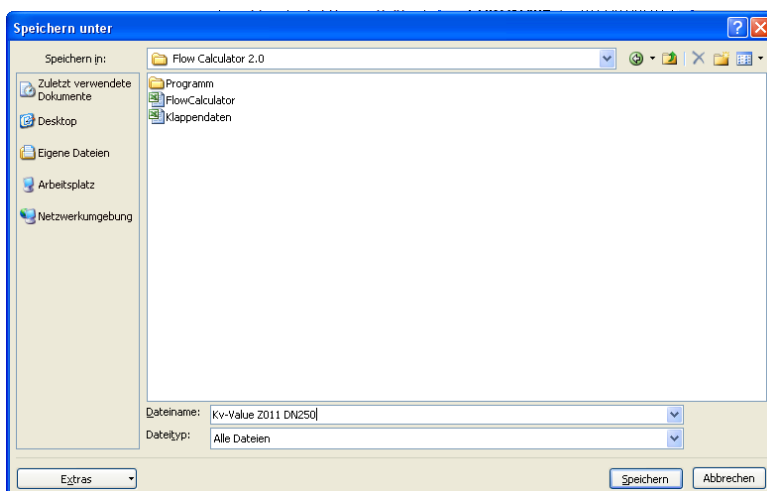 Speichern unter
Speichern in:
Flow Calculator 2.0
Zuletzt verwendete
Dokumente
Desktop
Eigene Dateien
Arbeitsplatz
Netzwerkumgebung
Programm
FlowCalculator
Klappendaten
Dateiname:
Kv-Value Z011 DN250
Dateityp:
Alle Dateien
Extras
Speichern
Abbrechen